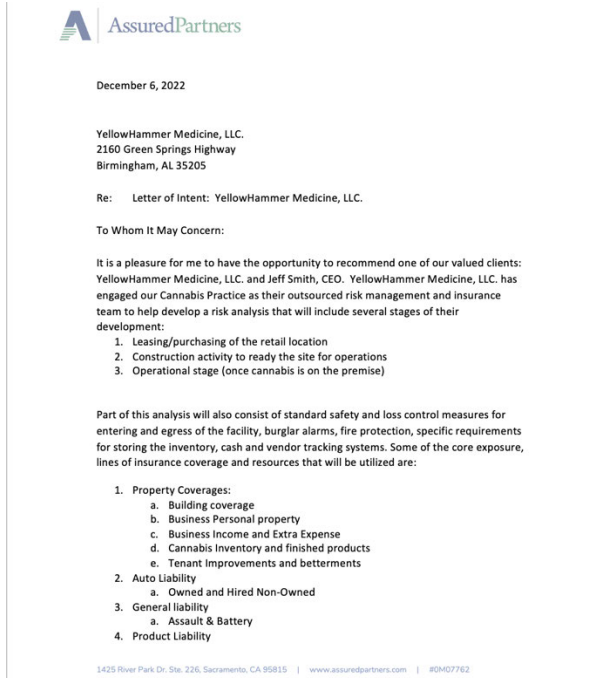 AssuredPartners
December 6, 2022
YellowHammer Medicine, LLC.
2160 Green Springs Highway
Birmingham, AL 35205
Re: Letter of Intent: YellowHammer Medicine, LLC.
To Whom It May Concern:
It is a pleasure for me to have the opportunity to recommend one of our valued clients:
YellowHammer Medicine, LLC. and Jeff Smith, CEO. YellowHammer Medicine, LLC. has
engaged our Cannabis Practice as their outsourced risk management and insurance
team to help develop a risk analysis that will include several stages of their
development:
1. Leasing/purchasing of the retail location
2. Construction activity to ready the site for operations
3. Operational stage (once cannabis is on the premise)
Part of this analysis will also consist of standard safety and loss control measures for
entering and egress of the facility, burglar alarms, fire protection, specific requirements
for storing the inventory, cash and vendor tracking systems. Some of the core exposure,
lines of insurance coverage and resources that will be utilized are:
1. Property Coverages:
a. Building coverage
b. Business Personal property
c. Business Income and Extra Expense
d. Cannabis Inventory and finished products
e. Tenant Improvements and betterments
2. Auto Liability
a. Owned and Hired Non-Owned
3. General liability
a. Assault & Battery
4. Product Liability
1425 River Park Dr. Ste. 226, Sacramento, CA 95815 | www.assuredpartners.com | #0M07762